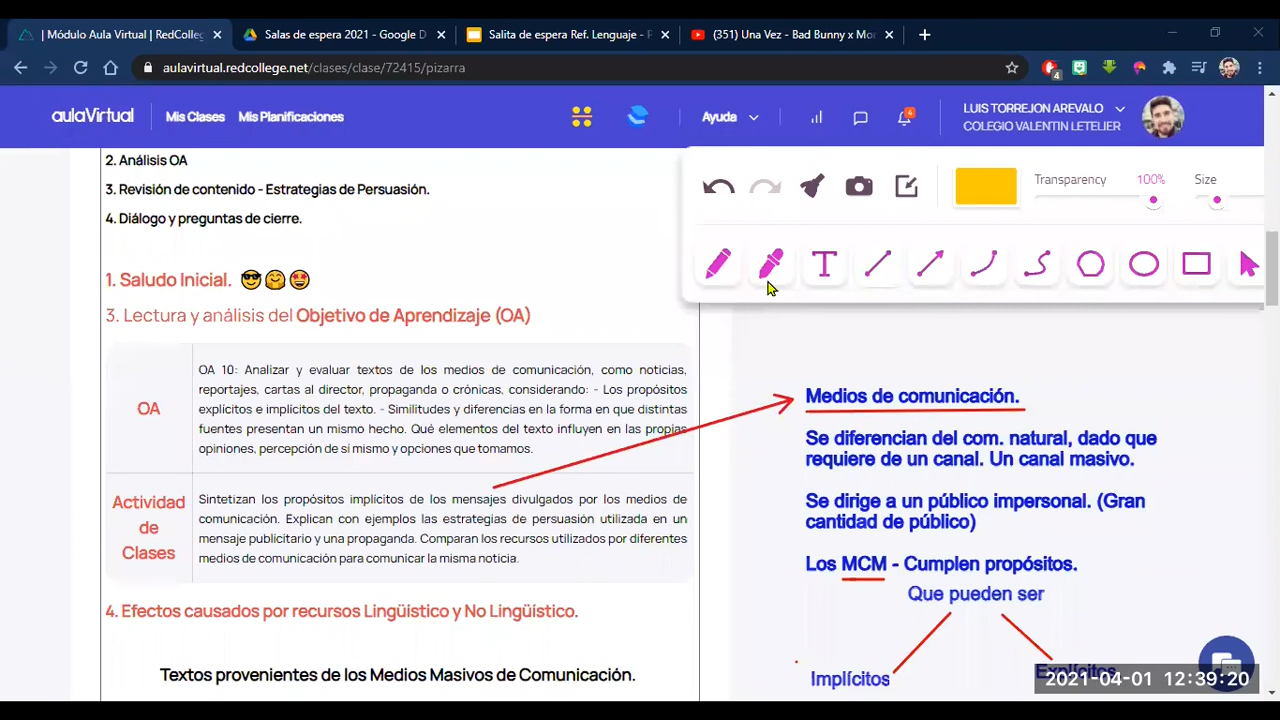 | Módulo Aula Virtual | RedColleg
Salas de espera 2021 - Google D
Salita de espera Ref. Lenguaje - P
(351) Una Vez - Bad Bunny x Mor
aulavirtual.redcollege.net/clases/clase/72415/pizarra
4
aulaVirtual
Mis Clases
Mis Planificaciones
Ayuda
4
LUIS TORREJON AREVALO
COLEGIO VALENTIN LETELIER
2. Análisis OA
3. Revisión de contenido - Estrategias de Persuasión.
4. Diálogo y preguntas de cierre.
Transparency
100%
Size
T
1. Saludo Inicial.
3. Lectura y análisis del Objetivo de Aprendizaje (OA)
OA
OA 10: Analizar y evaluar textos de los medios de comunicación, como noticias,
reportajes, cartas al director, propaganda o crónicas, considerando: - Los propósitos
explícitos e implícitos del texto. - Similitudes y diferencias en la forma en que distintas
fuentes presentan un mismo hecho. Qué elementos del texto influyen en las propias
opiniones, percepción de sí mismo y opciones que tomamos.
Actividad
de
Clases
Sintetizan los propósitos implícitos de los mensajes divulgados por los medios de
comunicación. Explican con ejemplos las estrategias de persuasión utilizada en un
mensaje publicitario y una propaganda. Comparan los recursos utilizados por diferentes
medios de comunicación para comunicar la misma noticia.
4. Efectos causados por recursos Lingüístico y No Lingüístico.
Textos provenientes de los Medios Masivos de Comunicación.
Medios de comunicación.
Se diferencian del com. natural, dado que
requiere de un canal. Un canal masivo.
Se dirige a un público impersonal. (Gran
cantidad de público)
Los MCM - Cumplen propósitos.
Que pueden ser
Implícitos
Explícitos
2021-04-01 12:39:20